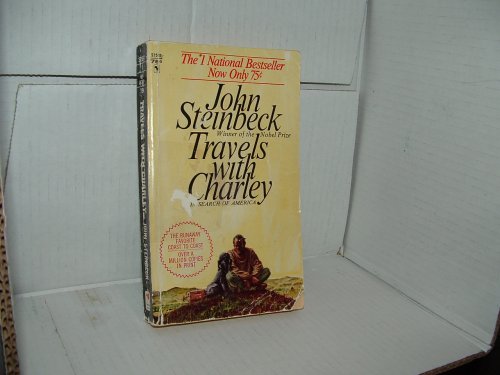 The #1 National Bestseller
Now Only 75¢
John
Steinbeck
Winner of the Nobel Prize
Travels
with
Charley
IN SEARCH OF AMERICA
THE RUNAWAY
FAVORITE
COAST TO COAST
OVER A
MILLION COPIES
IN PRINT
TRAVELS WITH CHARLEY
JOHN STEINBECK